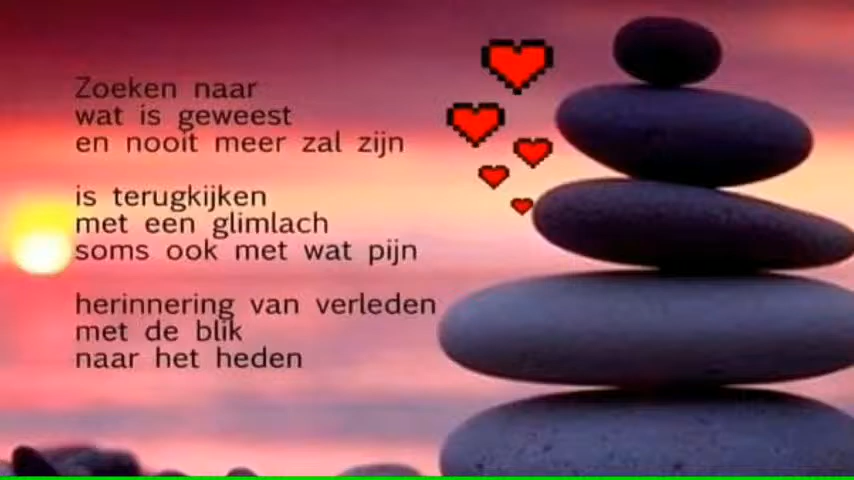 Zoeken naar
wat is geweest
en nooit meer zal zijn
is terugkijken
met een glimlach
soms ook met wat pijn
herinnering van verleden
met de blik
naar het heden